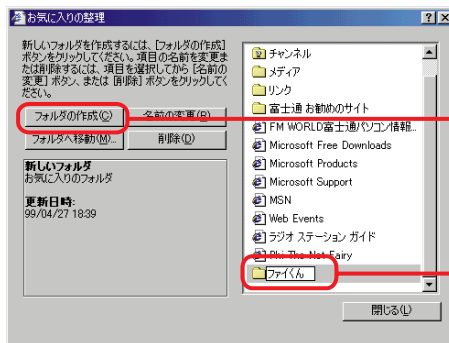 お気に入りの整理
新しいフォルダを作成するには、[フォルダの作成]
ボタンをクリックしてください。項目の名前を変更ま
たは削除するには、項目を選択してから [名前の
変更] ボタン、または [削除] ボタンをクリックしてく
ださい。
フォルダの作成(C)
名前の変更(R)
フォルダへ移動(M)...
削除(D)
新しいフォルダ
お気に入りのフォルダ
更新日時:
99/04/27 18:39
チャンネル
メディア
リンク
富士通 お勧めのサイト
FM WORLD富士通パソコン情報...
Microsoft Free Downloads
Microsoft Products
Microsoft Support
MSN
Web Events
ラジオ ステーション ガイド
Phi The Net Fairy
ファイくん
閉じる(L)